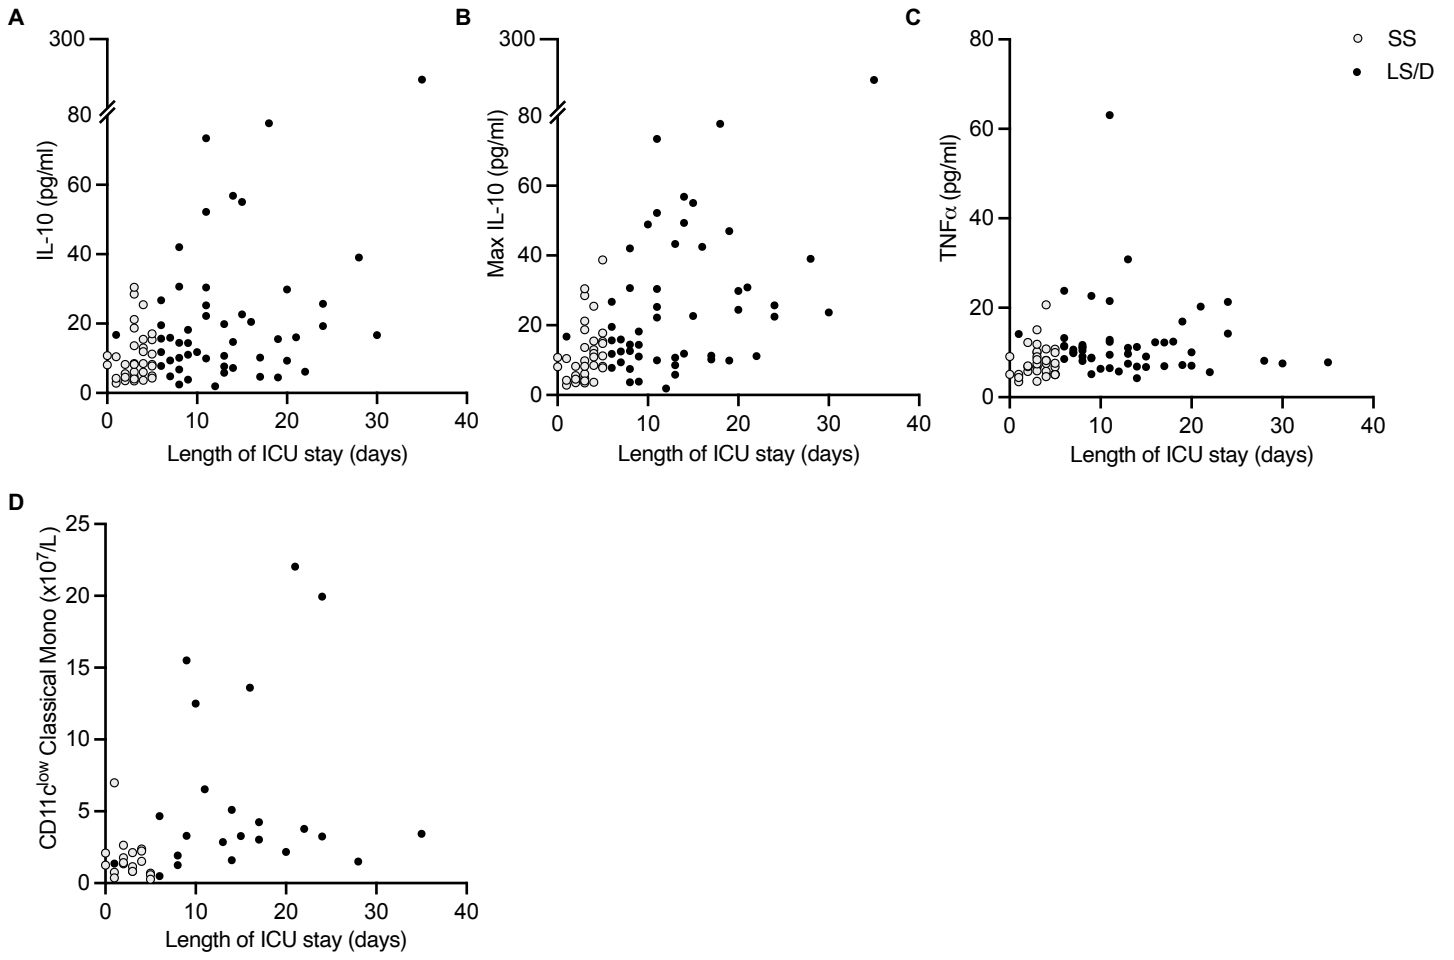 A
300
80
60
40
20
0
IL-10 (pg/ml)
0 10 20 30 40
Length of ICU stay (days)
B
300
80
60
40
20
0
Max IL-10 (pg/ml)
0 10 20 30 40
Length of ICU stay (days)
C
80
60
40
20
0
TNFα (pg/ml)
0 10 20 30 40
Length of ICU stay (days)
SS
LS/D
D
25
20
15
10
5
0
CD11c^low Classical Mono (x10^7/L)
0 10 20 30 40
Length of ICU stay (days)